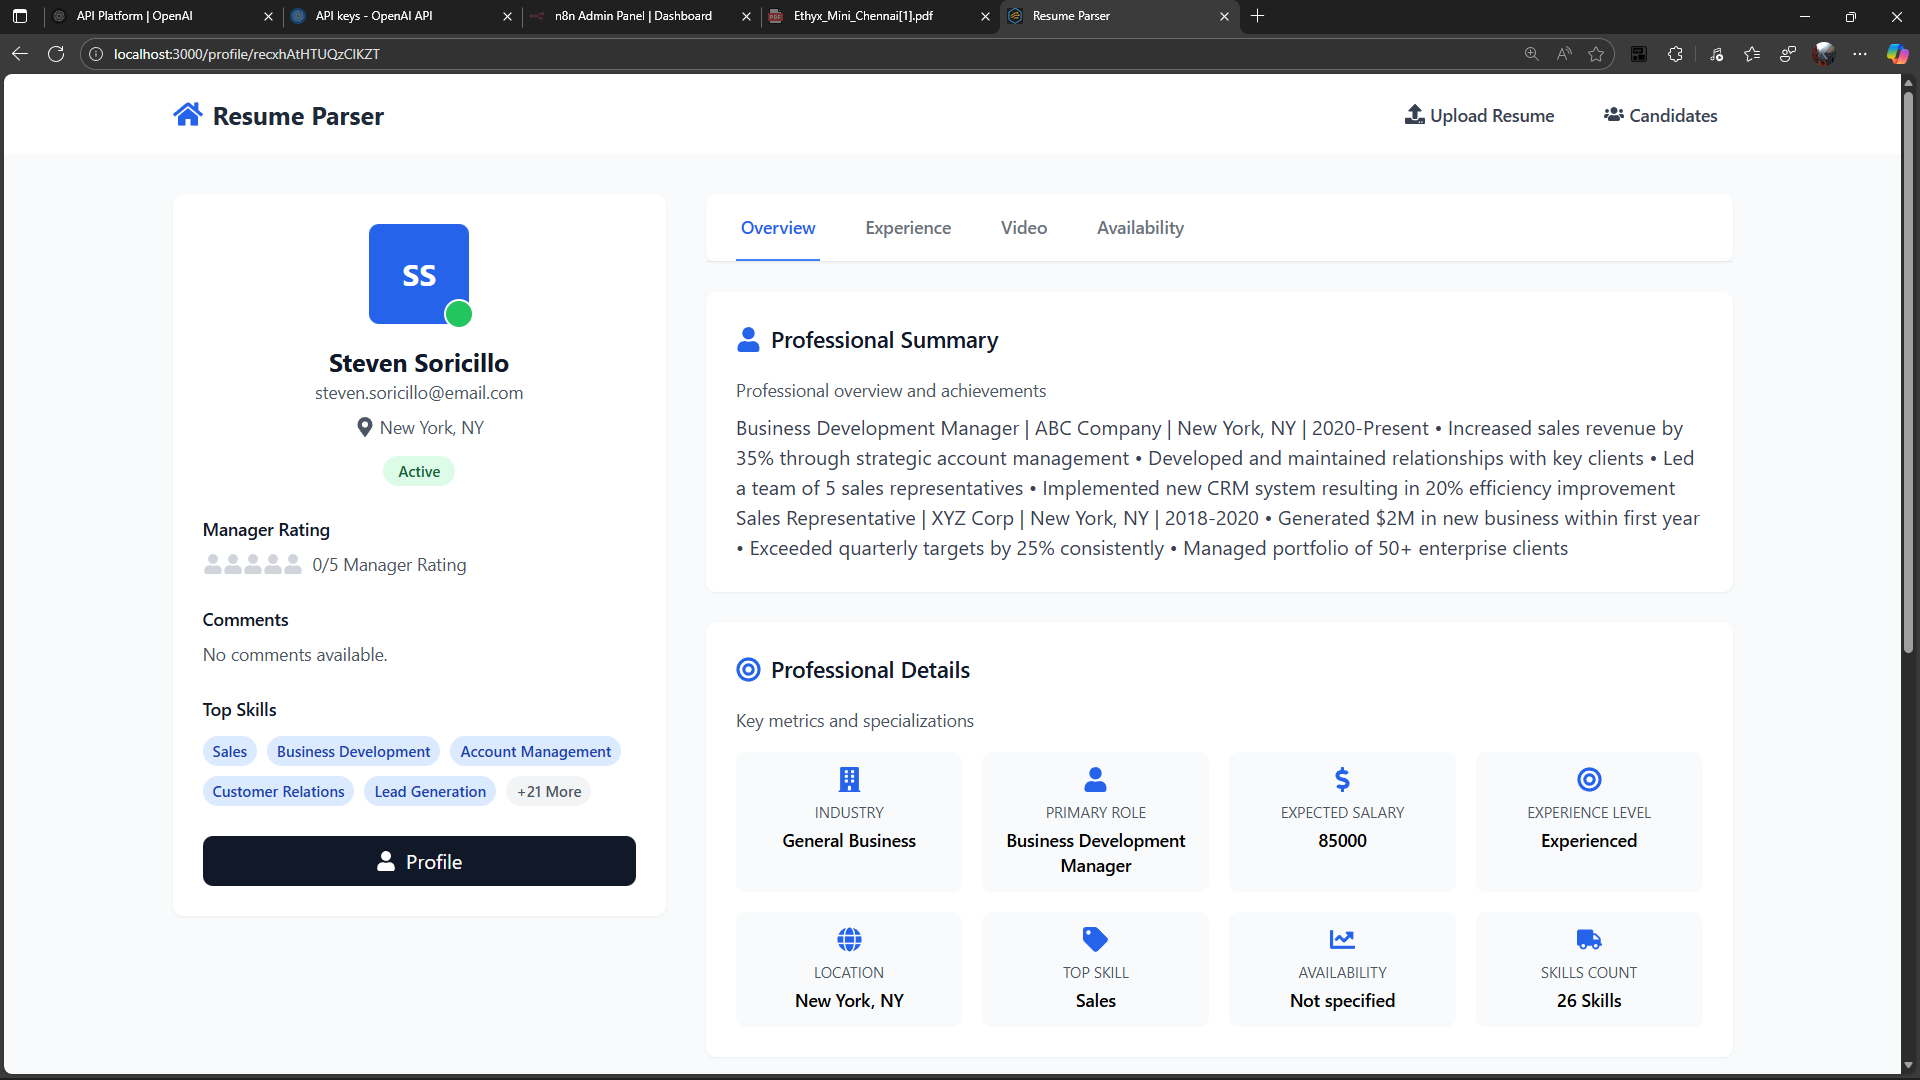 API Platform | OpenAI
API keys - OpenAI API
n8n Admin Panel | Dashboard
Ethyx_Mini_Chennai[1].pdf
Resume Parser
localhost:3000/profile/recxhAtHTUQzClKZT
Resume Parser
Upload Resume
Candidates
SS
Steven Soricillo
steven.soricillo@email.com
New York, NY
Active
Manager Rating
0/5 Manager Rating
Comments
No comments available.
Top Skills
Sales
Business Development
Account Management
Customer Relations
Lead Generation
+21 More
Profile
Overview
Experience
Video
Availability
Professional Summary
Professional overview and achievements
Business Development Manager | ABC Company | New York, NY | 2020-Present • Increased sales revenue by
35% through strategic account management • Developed and maintained relationships with key clients • Led
a team of 5 sales representatives • Implemented new CRM system resulting in 20% efficiency improvement
Sales Representative | XYZ Corp | New York, NY | 2018-2020 • Generated $2M in new business within first year
• Exceeded quarterly targets by 25% consistently • Managed portfolio of 50+ enterprise clients
Professional Details
Key metrics and specializations
INDUSTRY
General Business
PRIMARY ROLE
Business Development
Manager
EXPECTED SALARY
85000
EXPERIENCE LEVEL
Experienced
LOCATION
New York, NY
TOP SKILL
Sales
AVAILABILITY
Not specified
SKILLS COUNT
26 Skills